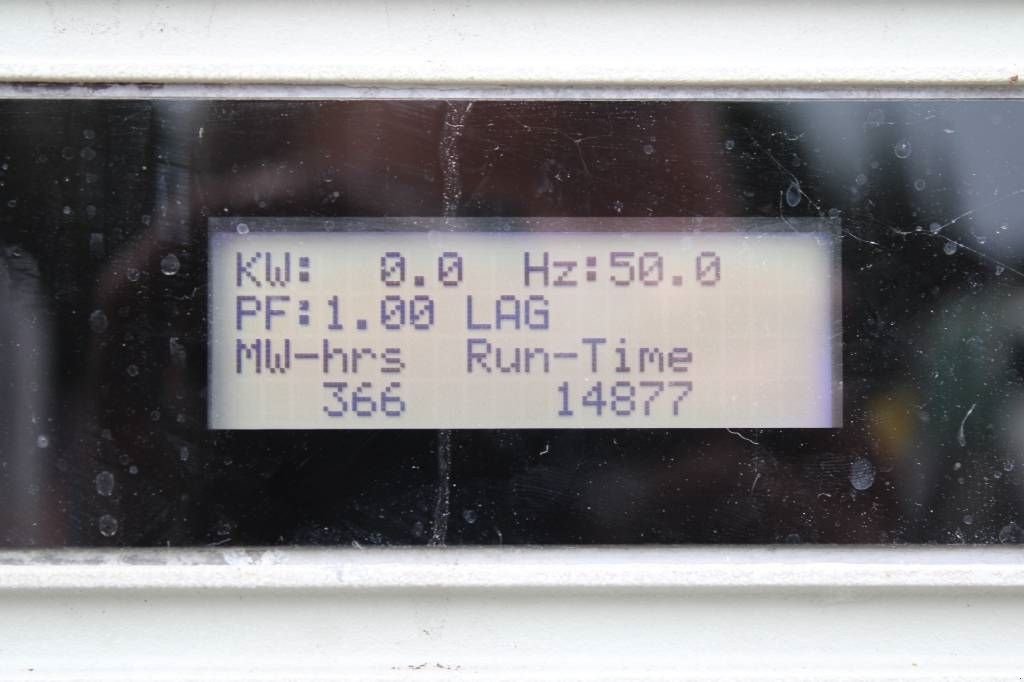 KW: 0.0 Hz:50.0
PF:1.00 LAG
MW-hrs Run-Time
366 14877